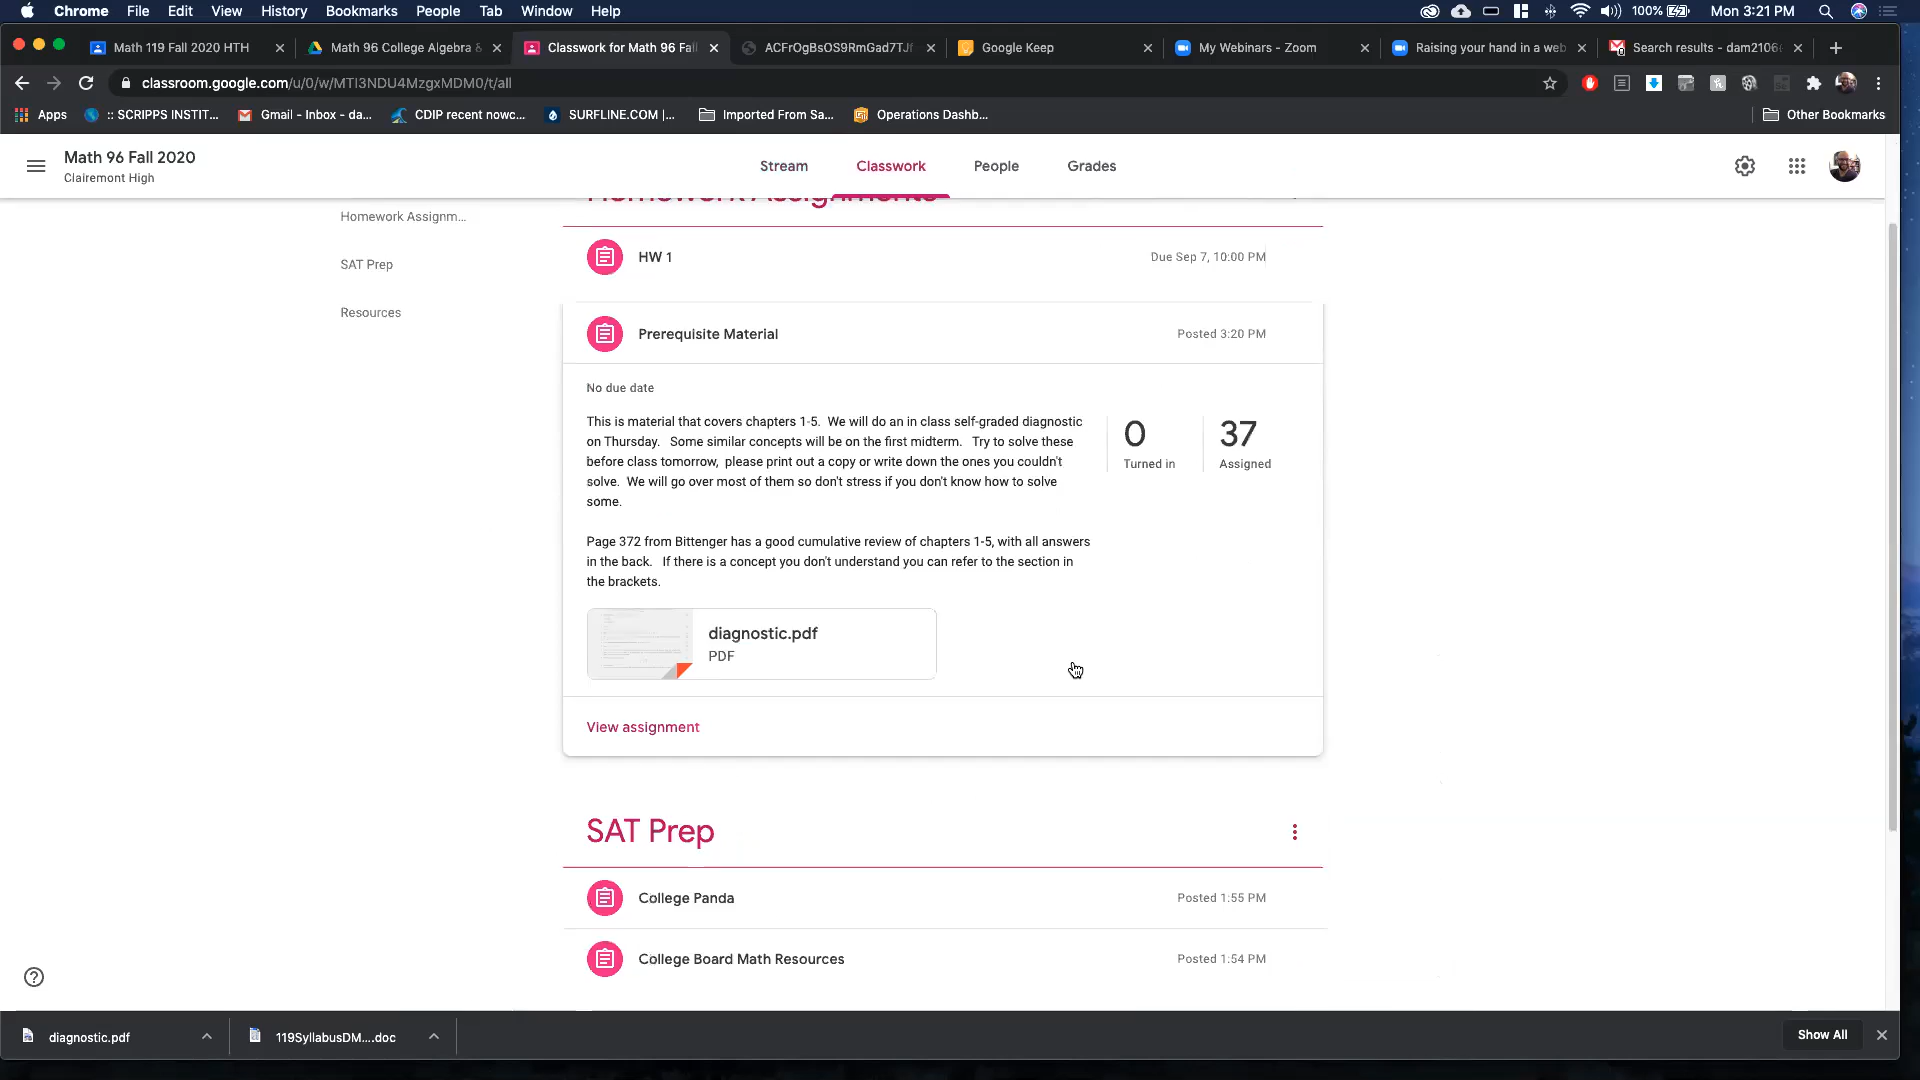 Chrome File Edit View History Bookmarks People Tab Window Help 100% Mon 3:21 PM
Math 119 Fall 2020 HTH
Math 96 College Algebra &
Classwork for Math 96 Fal
ACFrOgBsOS9RmGad7TJf
Google Keep
My Webinars - Zoom
Raising your hand in a web
Search results - dam2106
classroom.google.com/u/0/w/MTI3NDU4MzgxMDM0/t/all
Apps
:: SCRIPPS INSTIT...
Gmail - Inbox - da...
CDIP recent nowc...
SURFLINE.COM |...
Imported From Sa...
Operations Dashb...
Other Bookmarks
Math 96 Fall 2020
Clairemont High
Stream
Classwork
People
Grades
Homework Assignm...
SAT Prep
Resources
Homework Assignments
HW 1
Due Sep 7, 10:00 PM
Prerequisite Material
Posted 3:20 PM
No due date
This is material that covers chapters 1-5. We will do an in class self-graded diagnostic
on Thursday. Some similar concepts will be on the first midterm. Try to solve these
before class tomorrow, please print out a copy or write down the ones you couldn't
solve. We will go over most of them so don't stress if you don't know how to solve
some.
0
Turned in
37
Assigned
Page 372 from Bittenger has a good cumulative review of chapters 1-5, with all answers
in the back. If there is a concept you don't understand you can refer to the section in
the brackets.
diagnostic.pdf
PDF
View assignment
SAT Prep
College Panda
Posted 1:55 PM
College Board Math Resources
Posted 1:54 PM
diagnostic.pdf
119SyllabusDM....doc
Show All